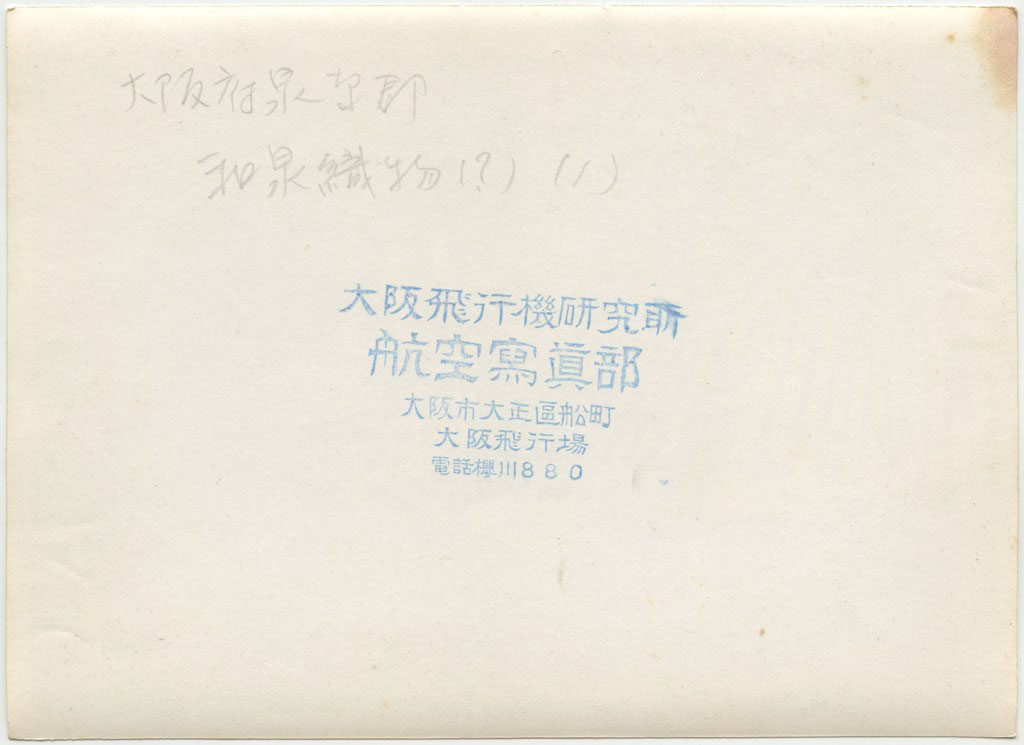 大阪府泉南郡
和泉織物(?) (1)
大阪飛行機研究所
航空寫眞部
大阪市大正區船町
大阪飛行場
電話櫻川880